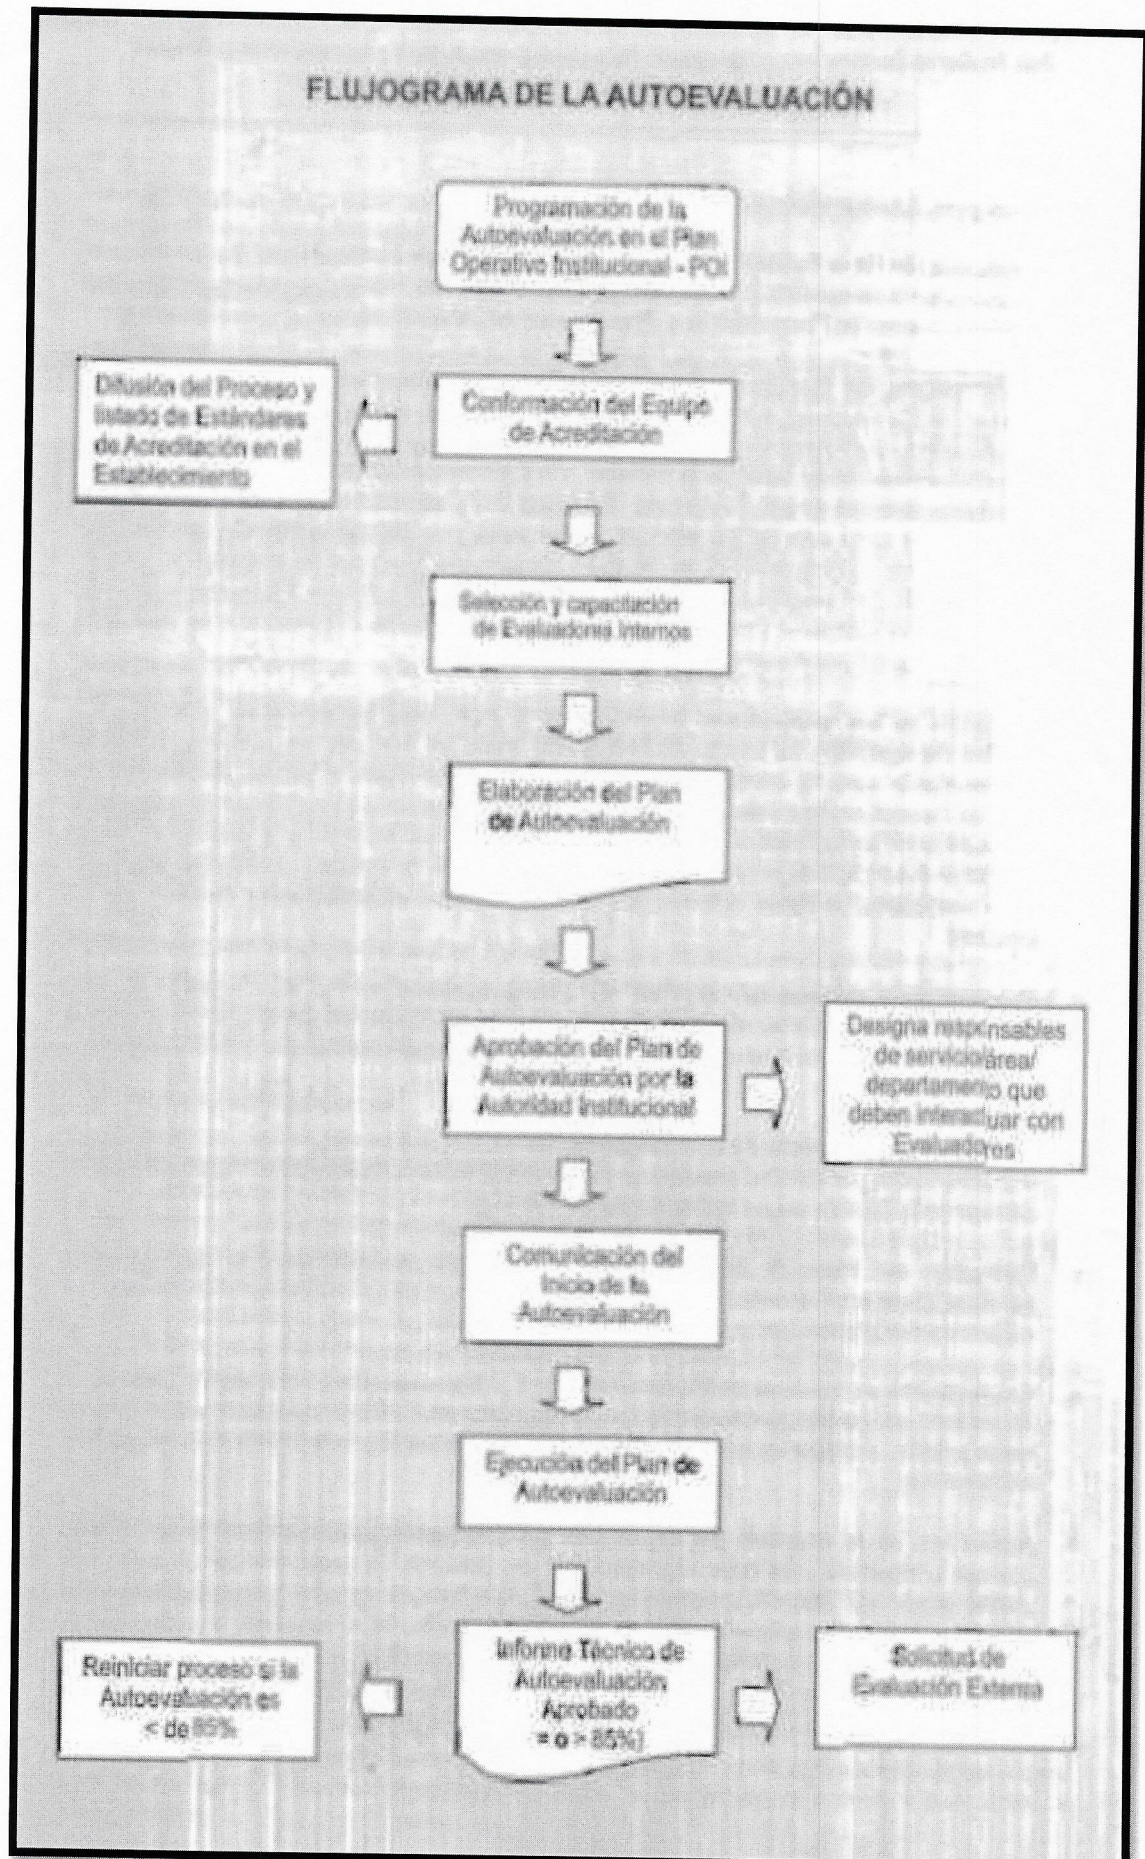 FLUJOGRAMA DE LA AUTOEVALUACIÓN
Programación de la
Autoevaluación en el Plan
Operativo Institucional - POI
Difusión del Proceso y
listado de Estándares
de Acreditación en el
Establecimiento
Conformación del Equipo
de Acreditación
Selección y capacitación
de Evaluadores Internos
Elaboración del Plan
de Autoevaluación
Aprobación del Plan de
Autoevaluación por la
Autoridad Institucional
Designa responsables
de servicio/área/
departamento que
deben interactuar con
Evaluadores
Comunicación del
Inicio de la
Autoevaluación
Ejecución del Plan de
Autoevaluación
Reiniciar proceso si la
Autoevaluación es
< de 85%
Informe Técnico de
Autoevaluación
Aprobado
= o > 85%)
Solicitud de
Evaluación Externa